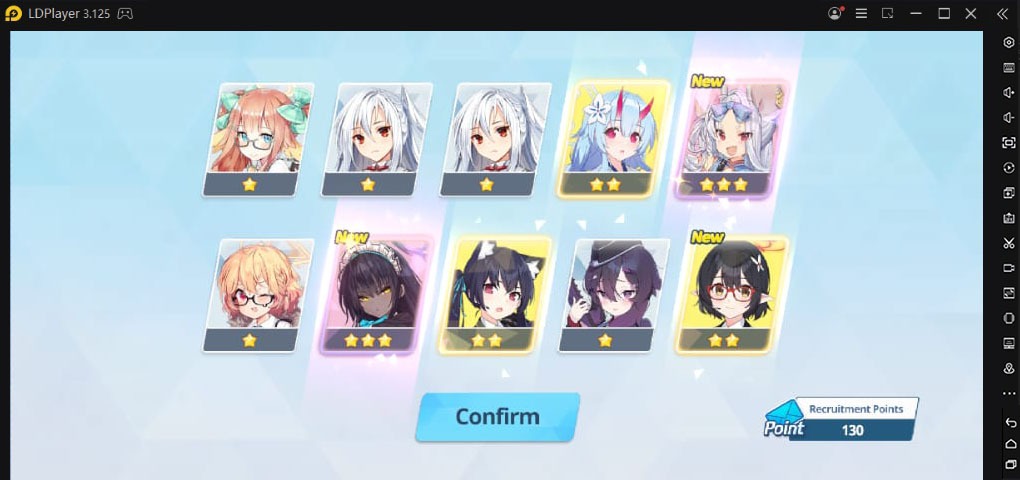 LDPlayer 3.125
New
New
New
Confirm
Recruitment Points
Point
130